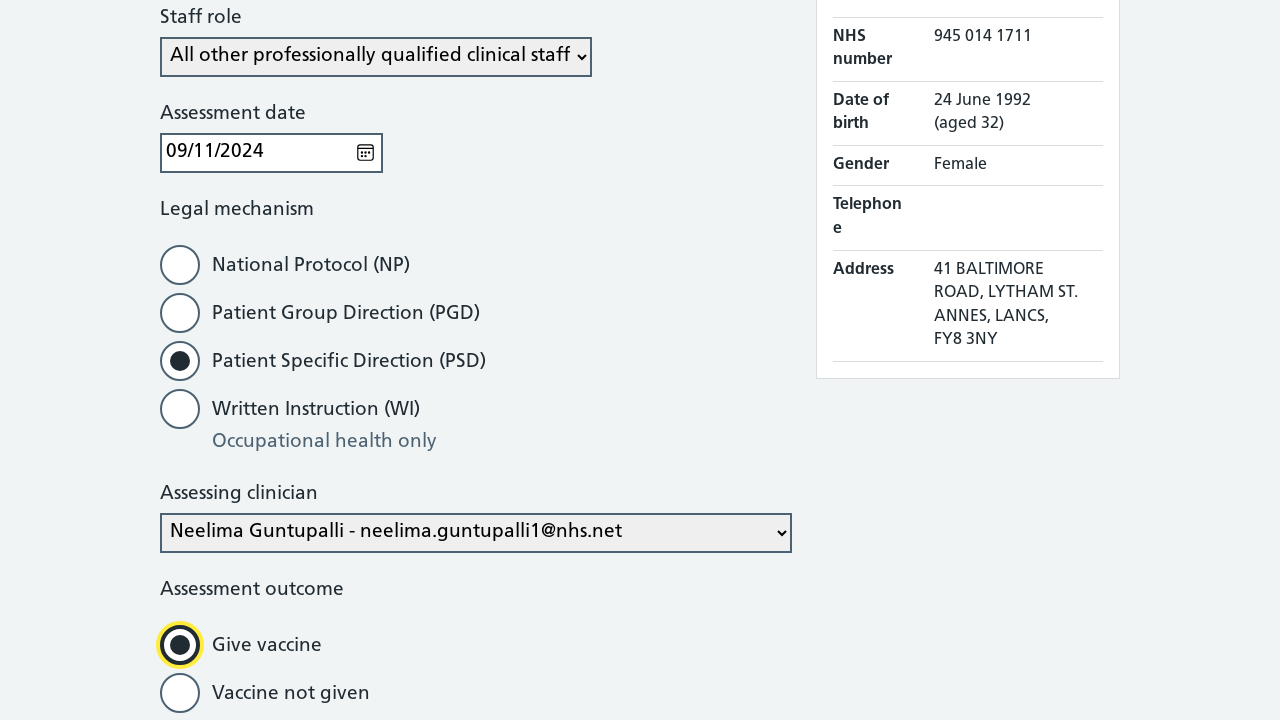 Staff role
All other professionally qualified clinical staff
Assessment date
09/11/2024
Legal mechanism
National Protocol (NP)
Patient Group Direction (PGD)
Patient Specific Direction (PSD)
Written Instruction (WI)
Occupational health only
Assessing clinician
Neelima Guntupalli - neelima.guntupalli1@nhs.net
Assessment outcome
Give vaccine
Vaccine not given
NHS number
945 014 1711
Date of birth
24 June 1992
(aged 32)
Gender
Female
Telephon
e
Address
41 BALTIMORE
ROAD, LYTHAM ST.
ANNES, LANCS,
FY8 3NY